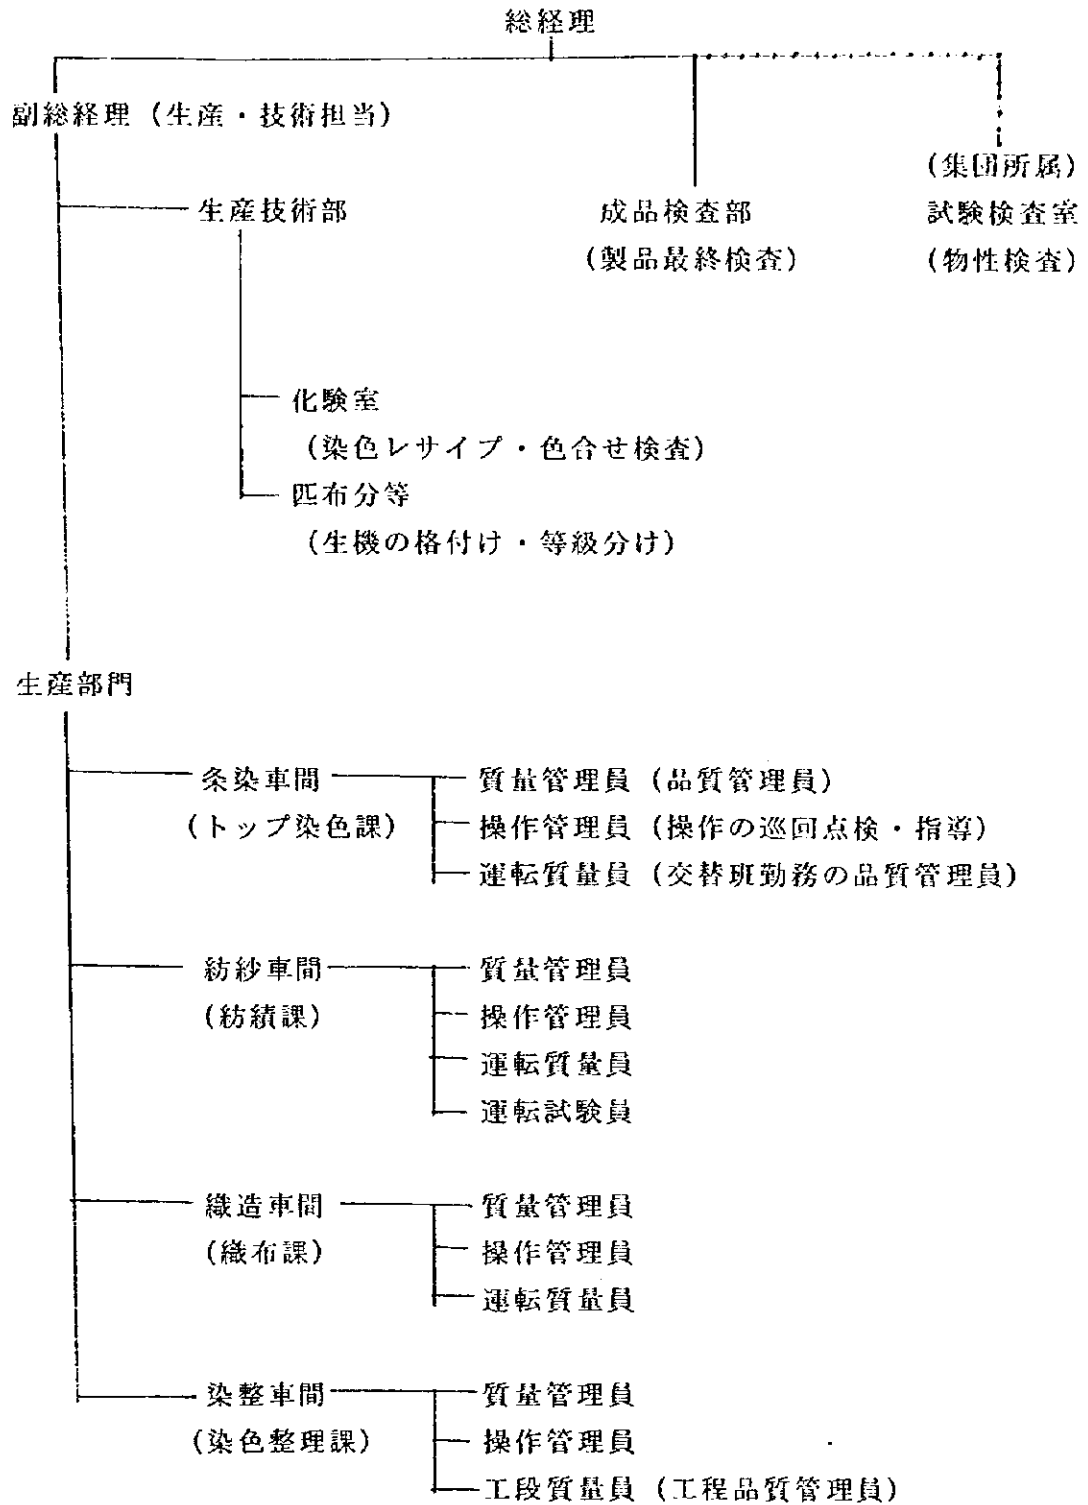 総経理
副総経理（生産・技術担当）
（集団所属）
生産技術部 成品検査部 試験検査室
（製品最終検査） （物性検査）
化験室
（染色レサイプ・色合せ検査）
匹布分等
（生機の格付け・等級分け）
生産部門
条染車間 質量管理員（品質管理員）
（トップ染色課） 操作管理員（操作の巡回点検・指導）
運転質量員（交替班勤務の品質管理員）
紡紗車間 質量管理員
（紡績課） 操作管理員
運転質量員
運転試験員
織造車間 質量管理員
（織布課） 操作管理員
運転質量員
染整車間 質量管理員
（染色整理課） 操作管理員
工段質量員（工程品質管理員）